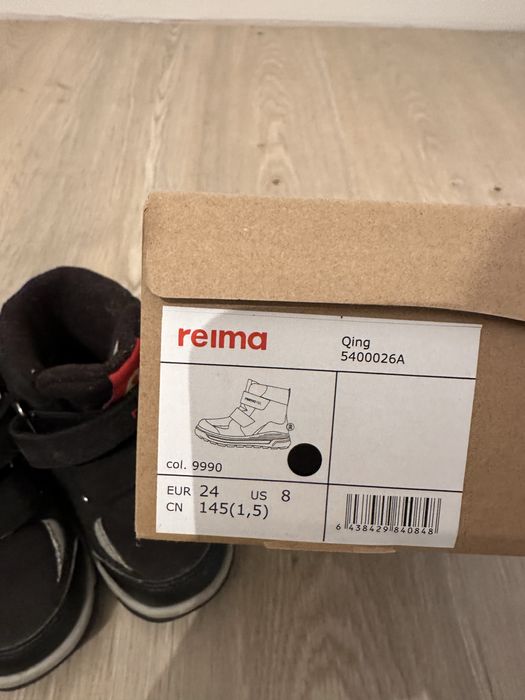 reima
Qing
5400026A
col. 9990
EUR 24 US 8
CN 145(1,5)
6 438429 840848